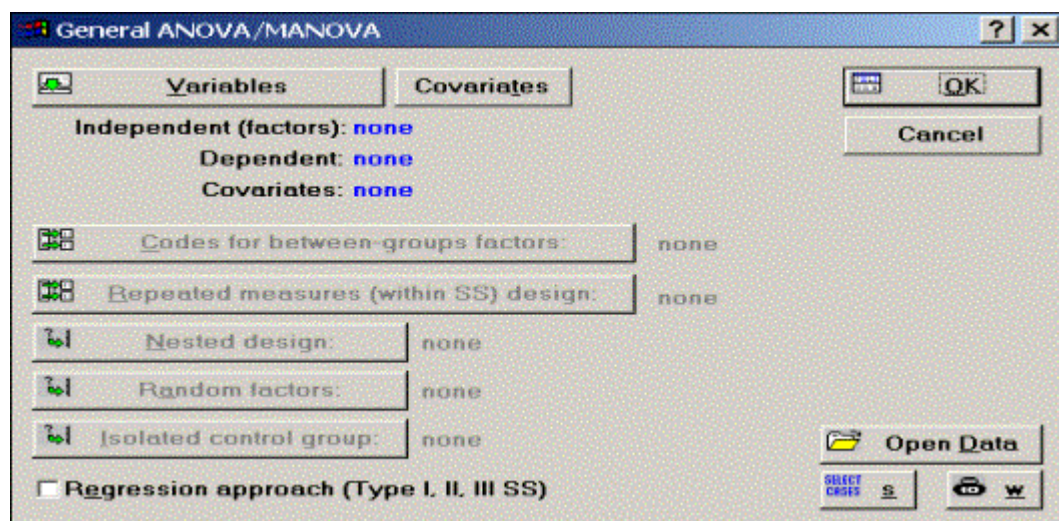 General ANOVA/MANOVA
Variables
Covariates
OK
Cancel
Independent (factors): none
Dependent: none
Covariates: none
Codes for between-groups factors: none
Repeated measures (within SS) design: none
Nested design: none
Random factors: none
Isolated control group: none
Open Data
Regression approach (Type I, II, III SS)
SELECT CASES S
W